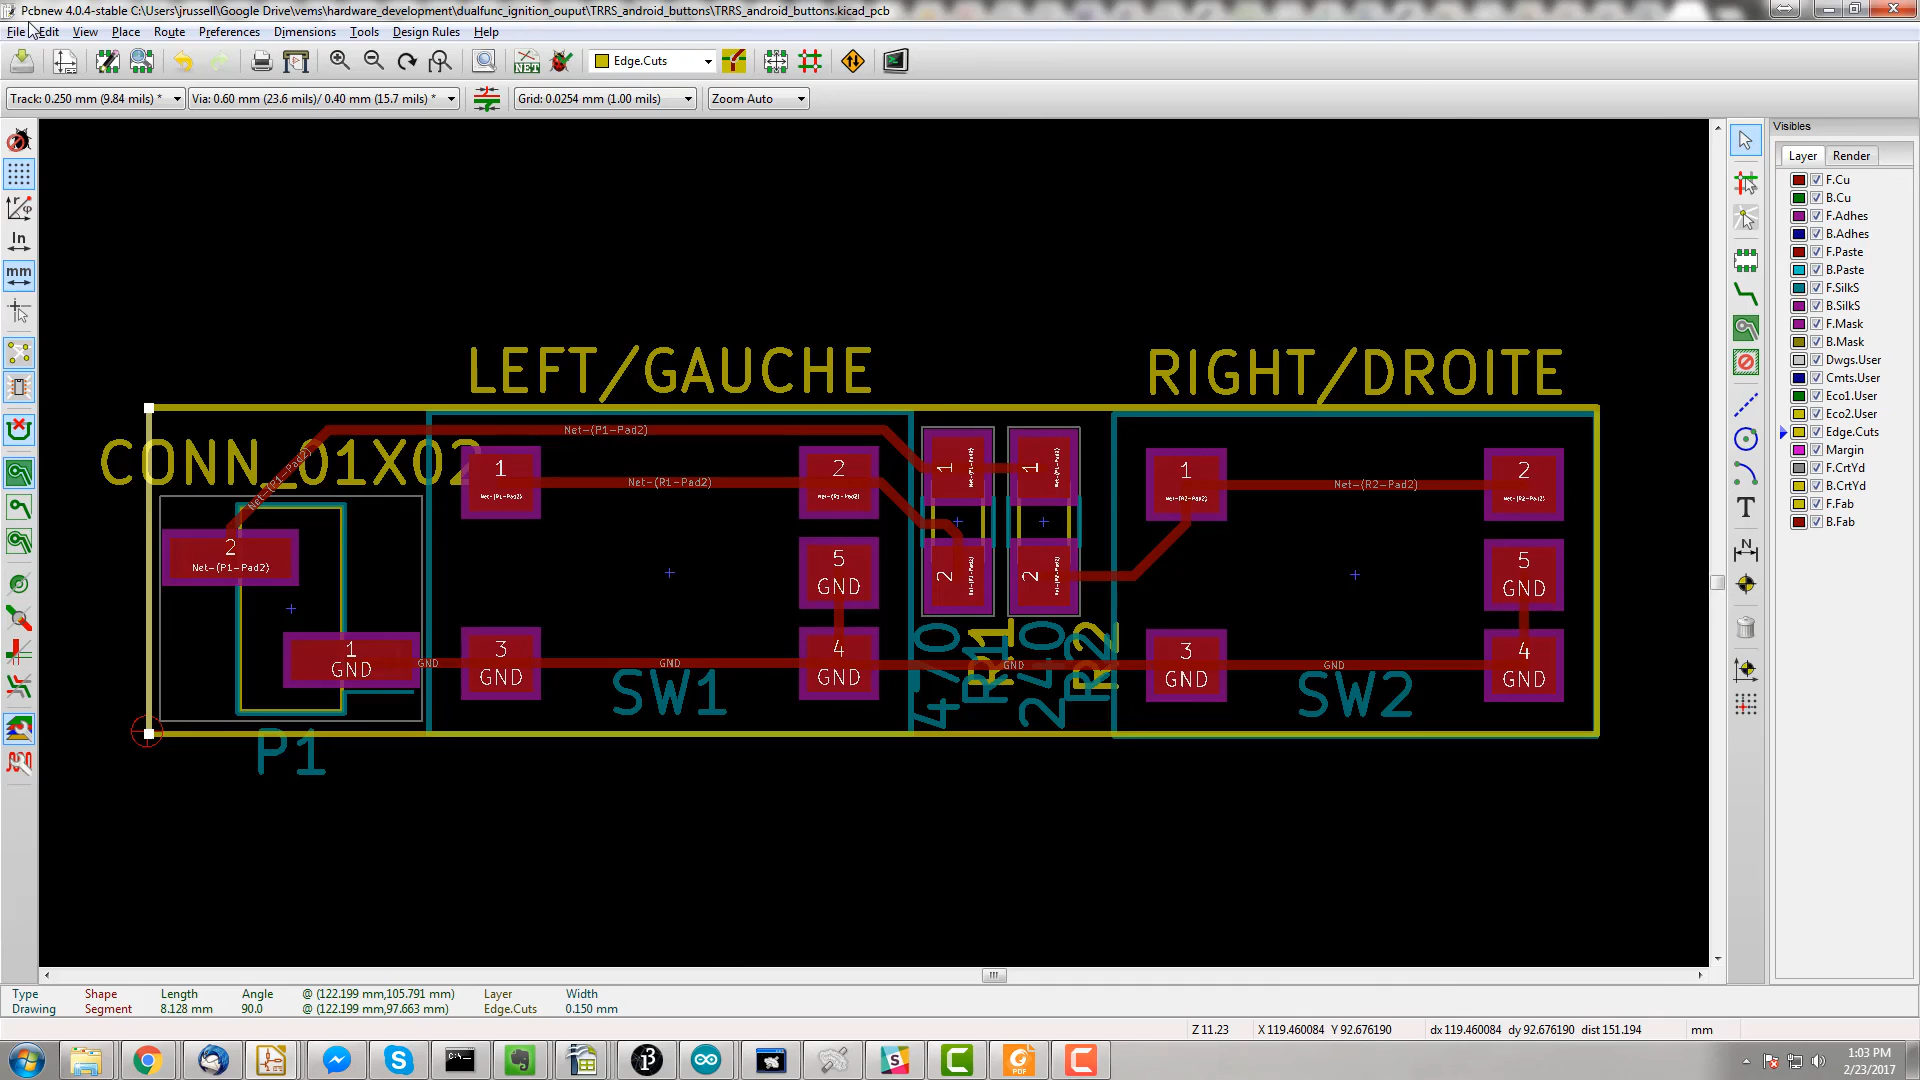 Pcbnew 4.0.4-stable C:\Users\jrussell\Google Drive\vems\hardware_development\dualfunc_ignition_ouput\TRRS_android_buttons\TRRS_android_buttons.kicad_pcb
File Edit View Place Route Preferences Dimensions Tools Design Rules Help
NET Edge.Cuts
Track: 0.250 mm (9.84 mils) * Via: 0.60 mm (23.6 mils)/ 0.40 mm (15.7 mils) * Grid: 0.0254 mm (1.00 mils) Zoom Auto
Visibles
Layer Render
F.Cu
B.Cu
F.Adhes
B.Adhes
F.Paste
B.Paste
F.SilkS
B.SilkS
F.Mask
B.Mask
Dwgs.User
Cmts.User
Eco1.User
Eco2.User
Edge.Cuts
Margin
F.CrtYd
B.CrtYd
F.Fab
B.Fab
In
mm
LEFT/GAUCHE RIGHT/DROITE
Net-(P1-Pad2)
CONN_01X02
Net-(P1-Pad2)
1 Net-(R1-Pad2) 2 1 1 1 Net-(R2-Pad2) 2
Net-(R1-Pad2) Net-(R1-Pad2) Net-(R2-Pad2)
2 5 2 2 5
Net-(P1-Pad2) GND GND
1 3 4 3 4
GND GND GND GND GND GND GND GND GND
SW1 470 R1 R1 240 R2 R2 SW2
P1
Type Shape Length Angle @ (122.199 mm,105.791 mm) Layer Width
Drawing Segment 8.128 mm 90.0 @ (122.199 mm,97.663 mm) Edge.Cuts 0.150 mm
Z 11.23 X 119.460084 Y 92.676190 dx 119.460084 dy 92.676190 dist 151.194 mm
1:03 PM
2/23/2017